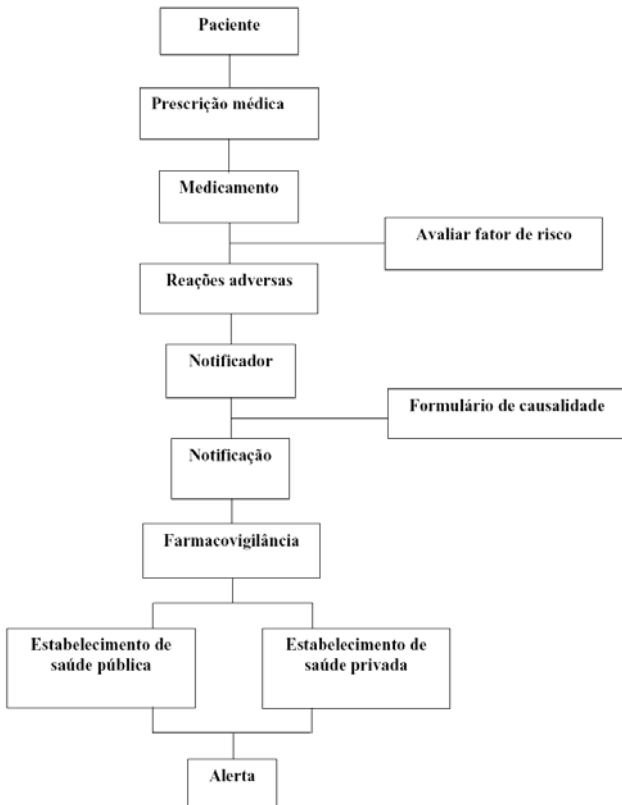 Paciente
Prescrição médica
Medicamento
Avaliar fator de risco
Reações adversas
Notificador
Formulário de causalidade
Notificação
Farmacovigilância
Estabelecimento de
saúde pública
Estabelecimento de
saúde privada
Alerta